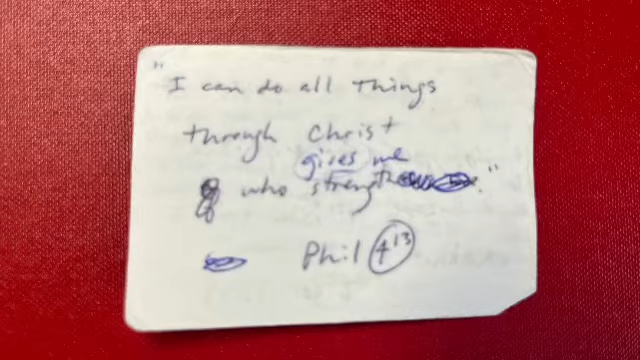 "I can do all things
through Christ
gives me
who strength."
Phil 4 13